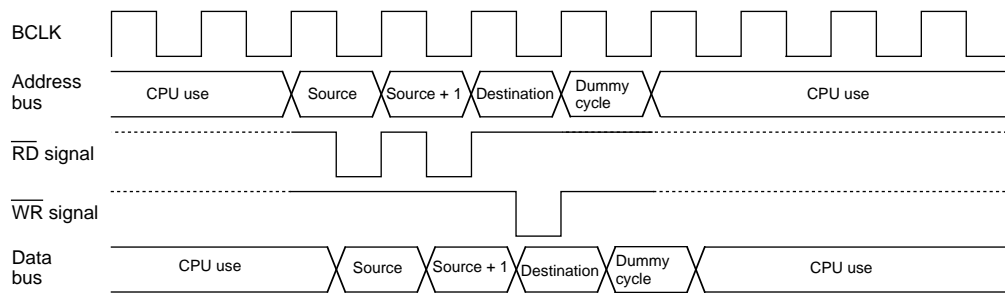 BCLK
Address
bus
CPU use
Source
Source + 1
Destination
Dummy
cycle
CPU use
RD signal
WR signal
Data
bus
CPU use
Source
Source + 1
Destination
Dummy
cycle
CPU use